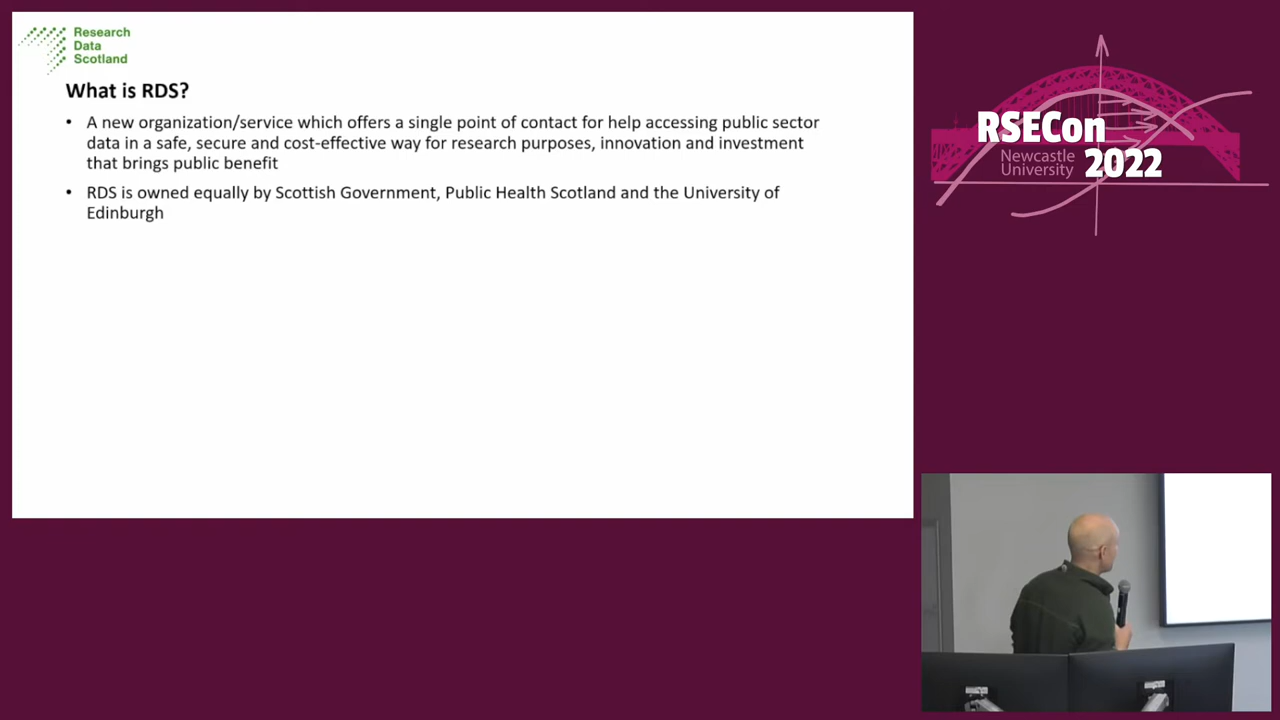 Research
Data
Scotland
What is RDS?
• A new organization/service which offers a single point of contact for help accessing public sector
data in a safe, secure and cost-effective way for research purposes, innovation and investment
that brings public benefit
• RDS is owned equally by Scottish Government, Public Health Scotland and the University of
Edinburgh
RSECon
Newcastle
University
2022